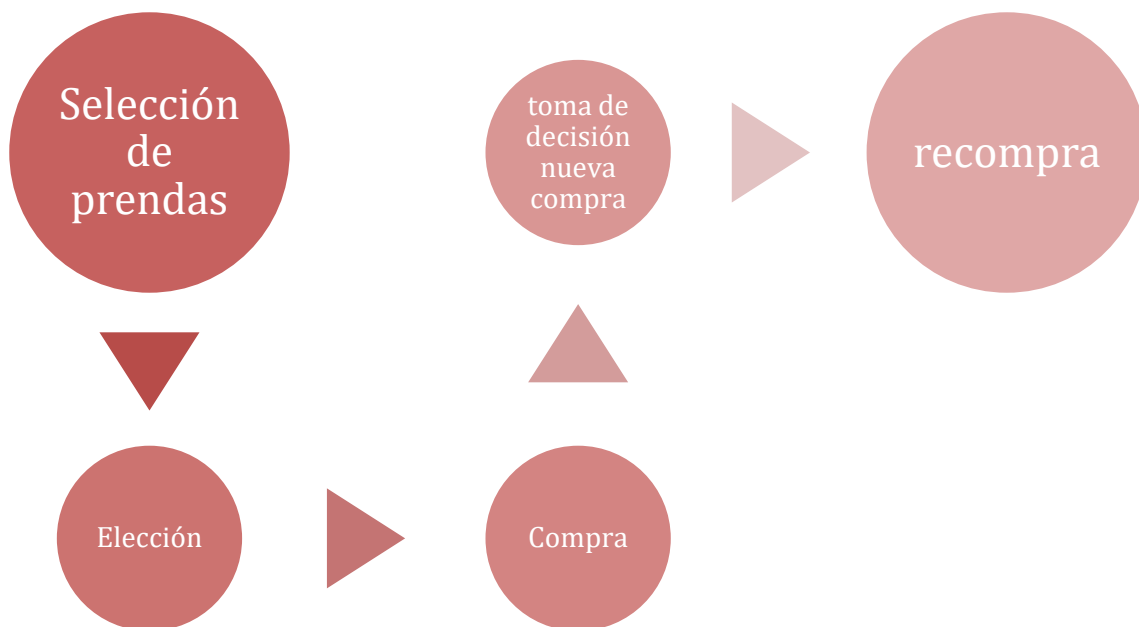 Selección
de
prendas
Elección
Compra
toma de
decisión
nueva
compra
recompra